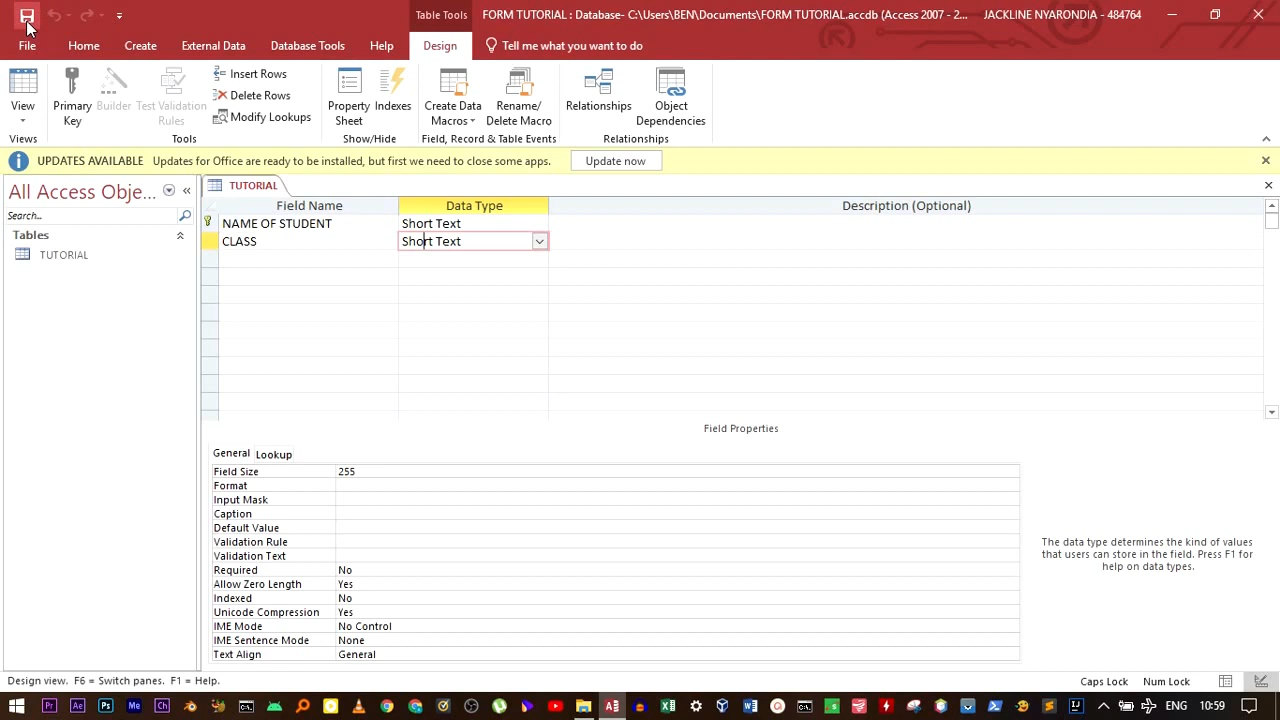 Table Tools
FORM TUTORIAL : Database- C:\Users\BEN\Documents\FORM TUTORIAL.accdb (Access 2007 - 2...
JACKLINE NYARONDIA - 484764
File
Home
Create
External Data
Database Tools
Help
Design
Tell me what you want to do
View
Primary Key
Builder
Test Validation Rules
Insert Rows
Delete Rows
Modify Lookups
Property Sheet
Indexes
Create Data Macros
Rename/ Delete Macro
Relationships
Object Dependencies
Views
Tools
Show/Hide
Field, Record & Table Events
Relationships
UPDATES AVAILABLE Updates for Office are ready to be installed, but first we need to close some apps.
Update now
All Access Obje...
Search...
Tables
TUTORIAL
TUTORIAL
Field Name Data Type Description (Optional)
NAME OF STUDENT Short Text
CLASS Short Text
Field Properties
General Lookup
Field Size 255
Format
Input Mask
Caption
Default Value
Validation Rule
Validation Text
Required No
Allow Zero Length Yes
Indexed No
Unicode Compression Yes
IME Mode No Control
IME Sentence Mode None
Text Align General
The data type determines the kind of values
that users can store in the field. Press F1 for
help on data types.
Design view. F6 = Switch panes. F1 = Help.
Caps Lock
Num Lock
Pr
Ae
Ps
Me
Ch
ENG
10:59